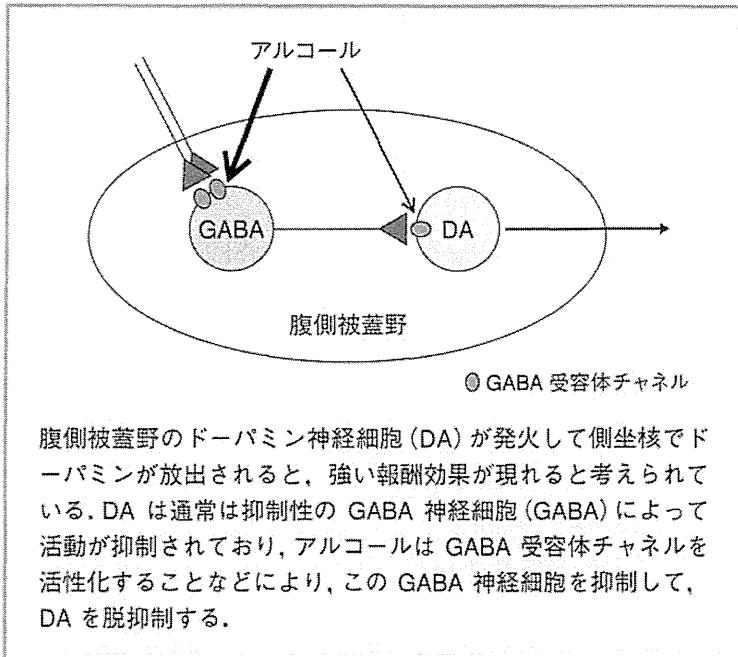 アルコール
GABA
DA
腹側被蓋野
GABA 受容体チャネル
腹側被蓋野のドーパミン神経細胞(DA)が発火して側坐核でド
ーパミンが放出されると,強い報酬効果が現れると考えられて
いる.DA は通常は抑制性の GABA 神経細胞(GABA)によって
活動が抑制されており,アルコールは GABA 受容体チャネルを
活性化することなどにより,この GABA 神経細胞を抑制して,
DA を脱抑制する.